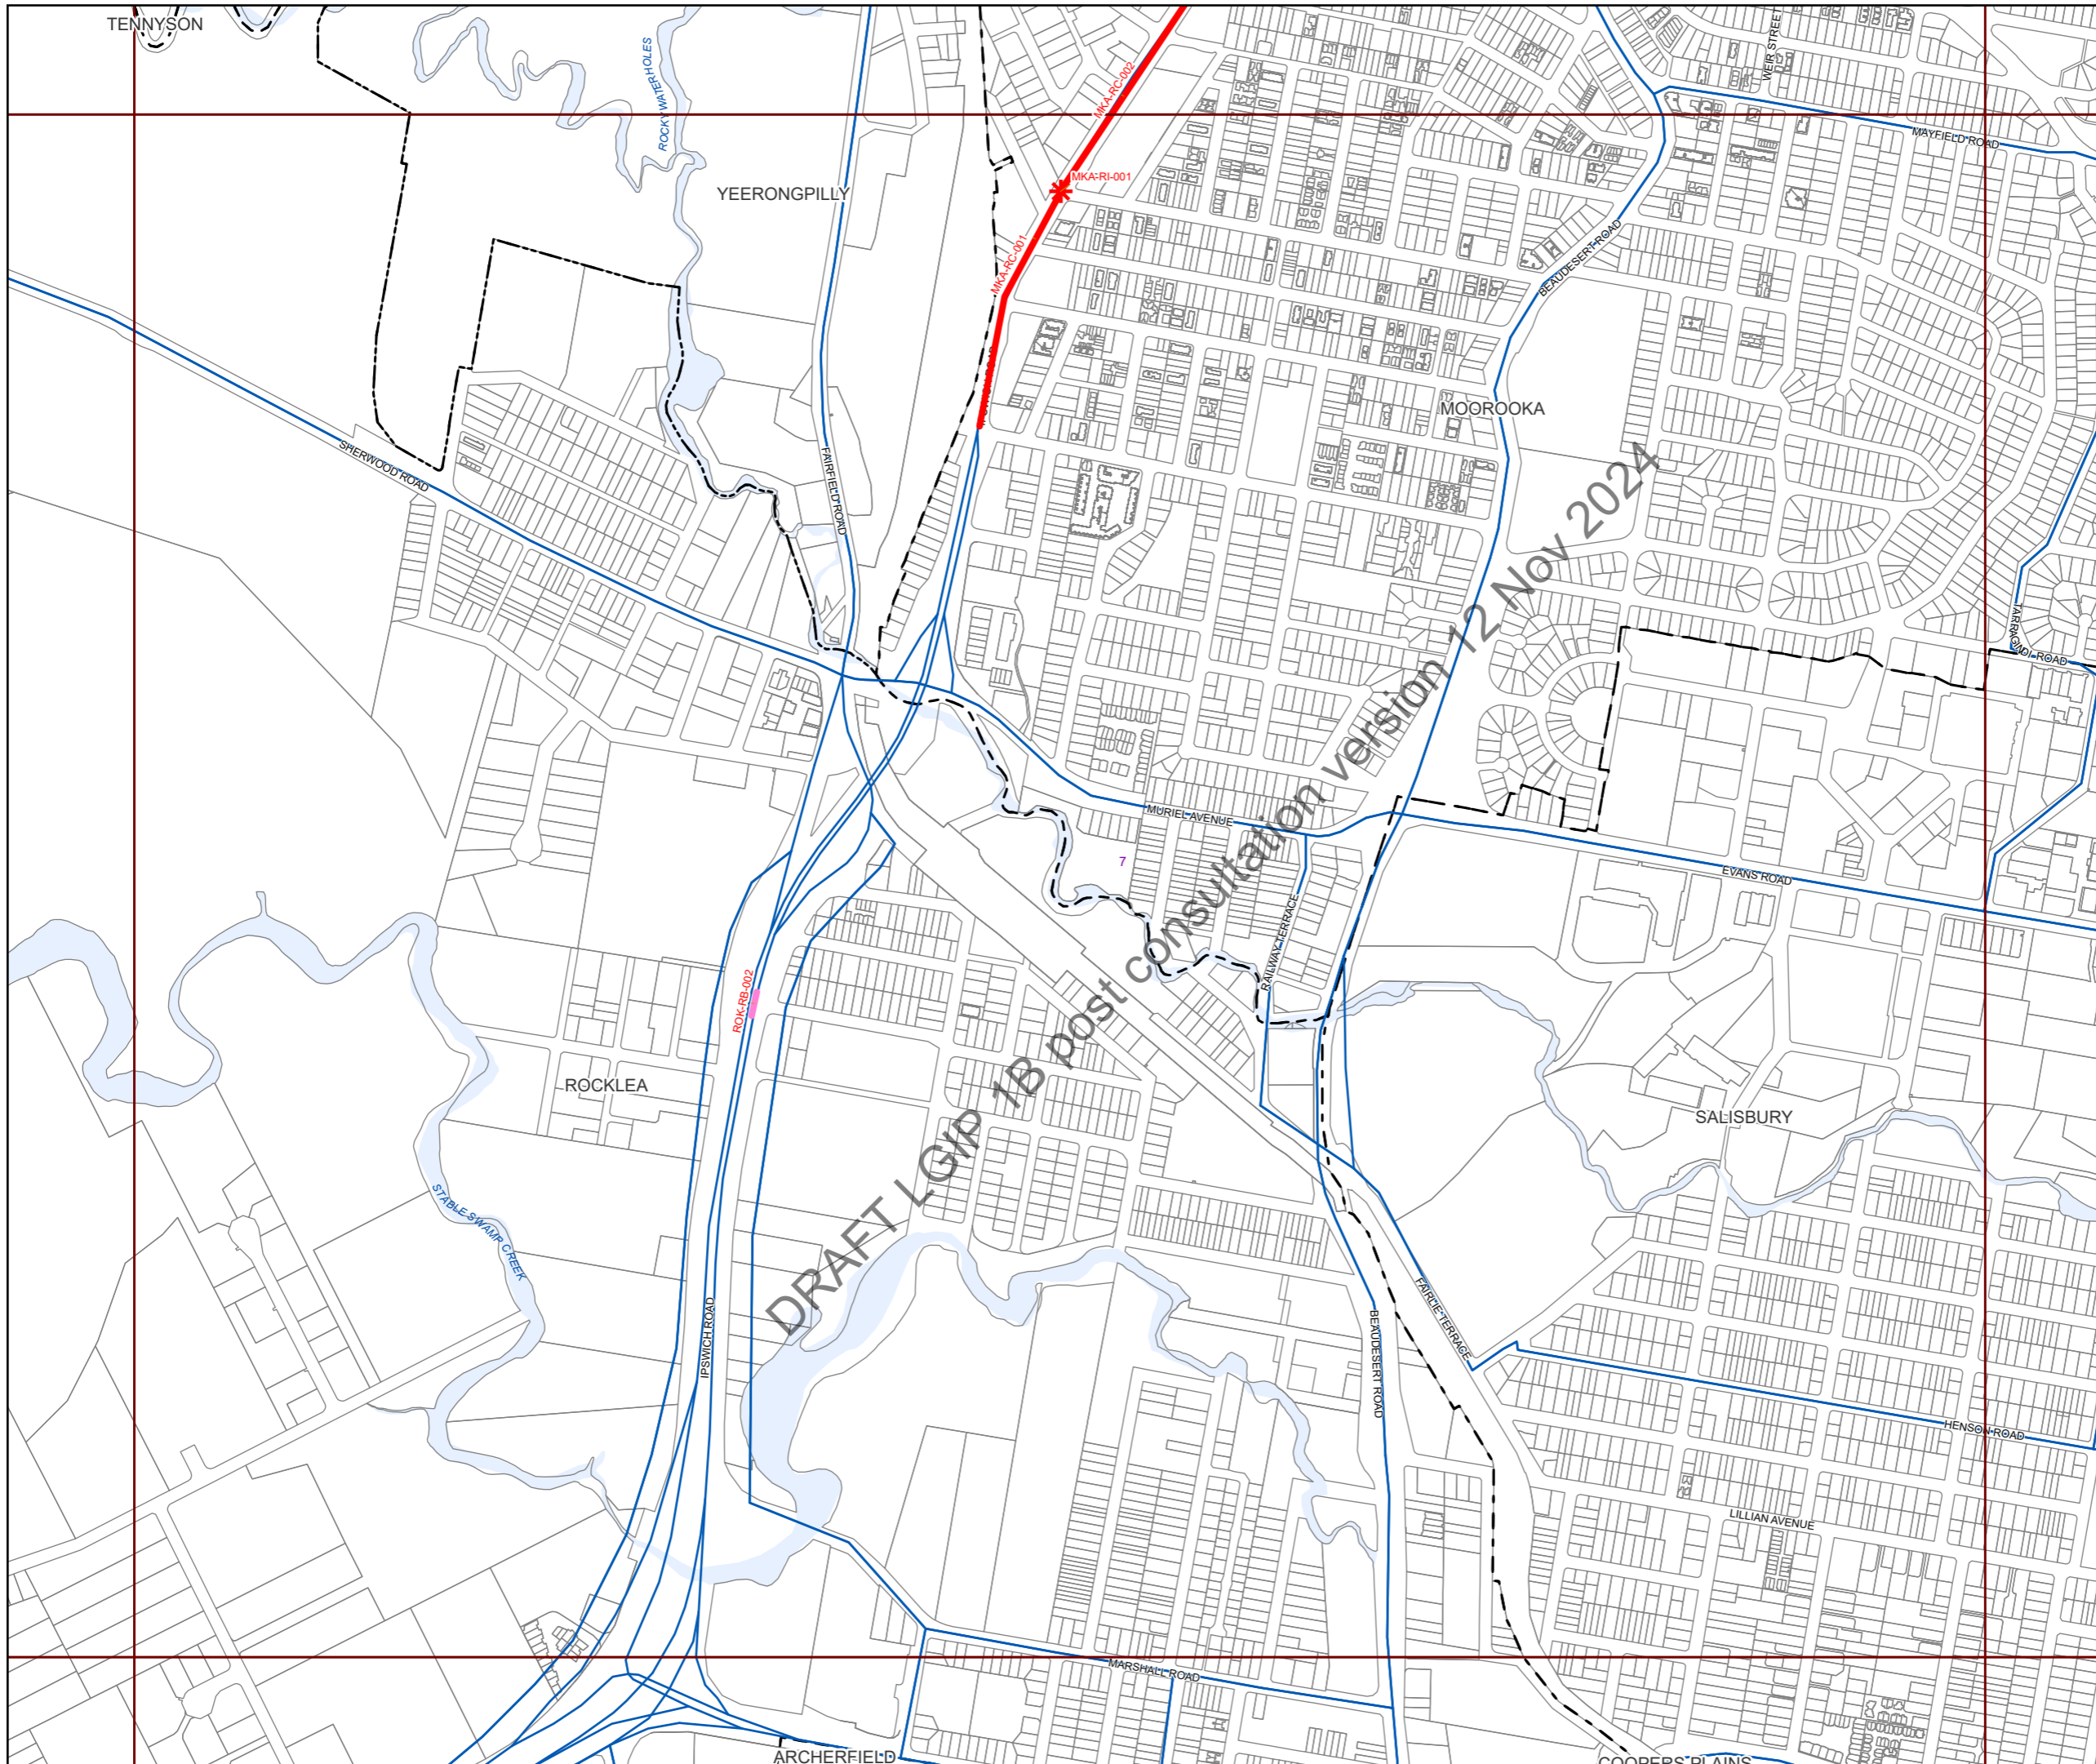 TENNYSON
WEIR STREET
ROCKY WATERHOLES
MKA-RC-002
MAYFIELD ROAD
MKA-RI-001
YEERONGPILLY
BEAUDESERT ROAD
MKA-RC-001
MOOROOKA
SHERWOOD ROAD
FAIRFIELD ROAD
TARRAGINDI ROAD
MURIEL AVENUE
7
EVANS ROAD
RAILWAY TERRACE
ROK-RB-002
ROCKLEA
SALISBURY
DRAFT LGIP 1B post consultation version 12 Nov 2024
STABLE SWAMP CREEK
IPSWICH ROAD
BEAUDESERT ROAD
FAIRLIE TERRACE
HENSON ROAD
LILLIAN AVENUE
MARSHALL ROAD
ARCHERFIELD
COOPERS PLAINS